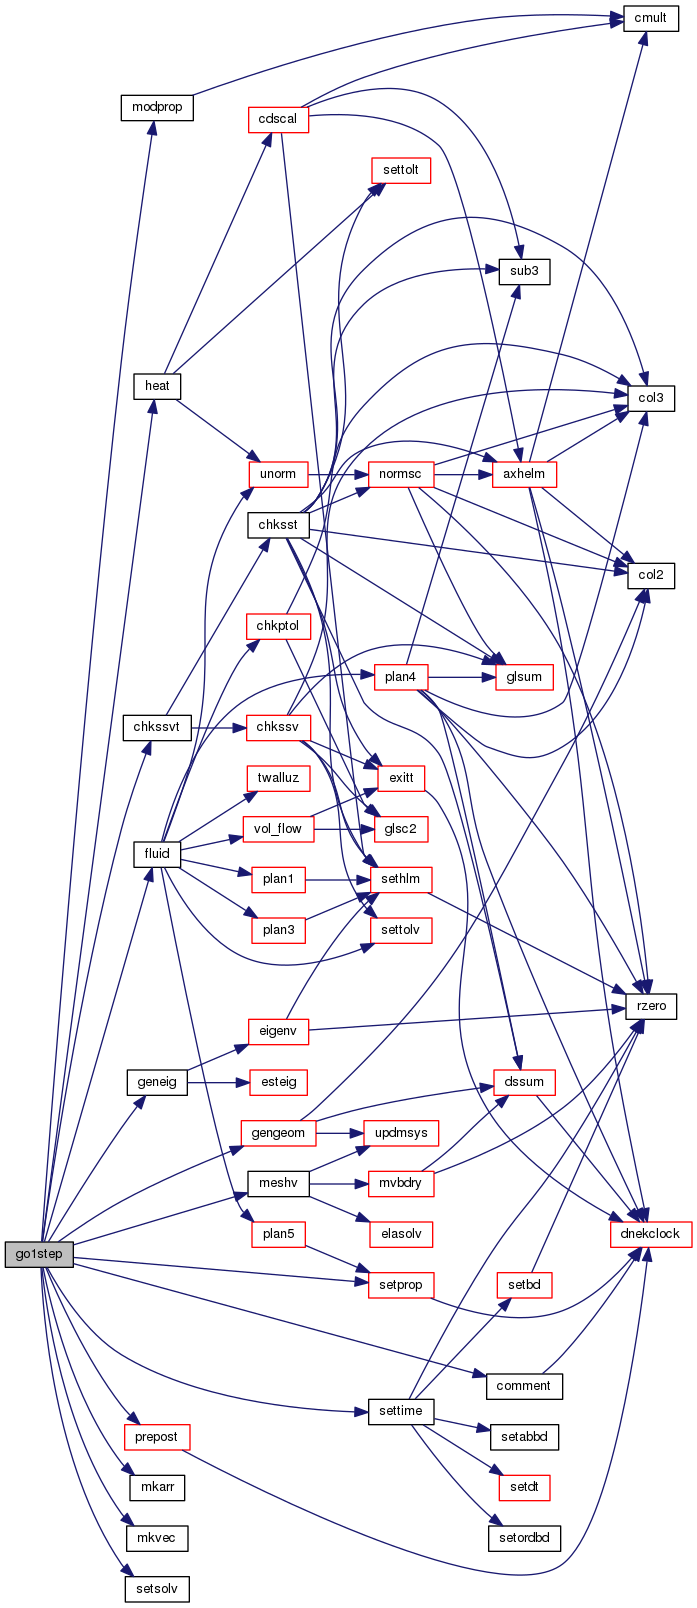 cmult
modprop
cdscal
settolt
sub3
heat
col3
unorm
normsc
axhelm
chksst
col2
chkptol
plan4
glsum
chkssvt
chkssv
twalluz
exitt
vol_flow
glsc2
fluid
plan1
sethlm
plan3
settolv
rzero
eigenv
geneig
esteig
dssum
gengeom
updmsys
meshv
mvbdry
plan5
elasolv
dnekclock
go1step
setprop
setbd
comment
settime
prepost
setabbd
mkarr
setdt
mkvec
setordbd
setsolv